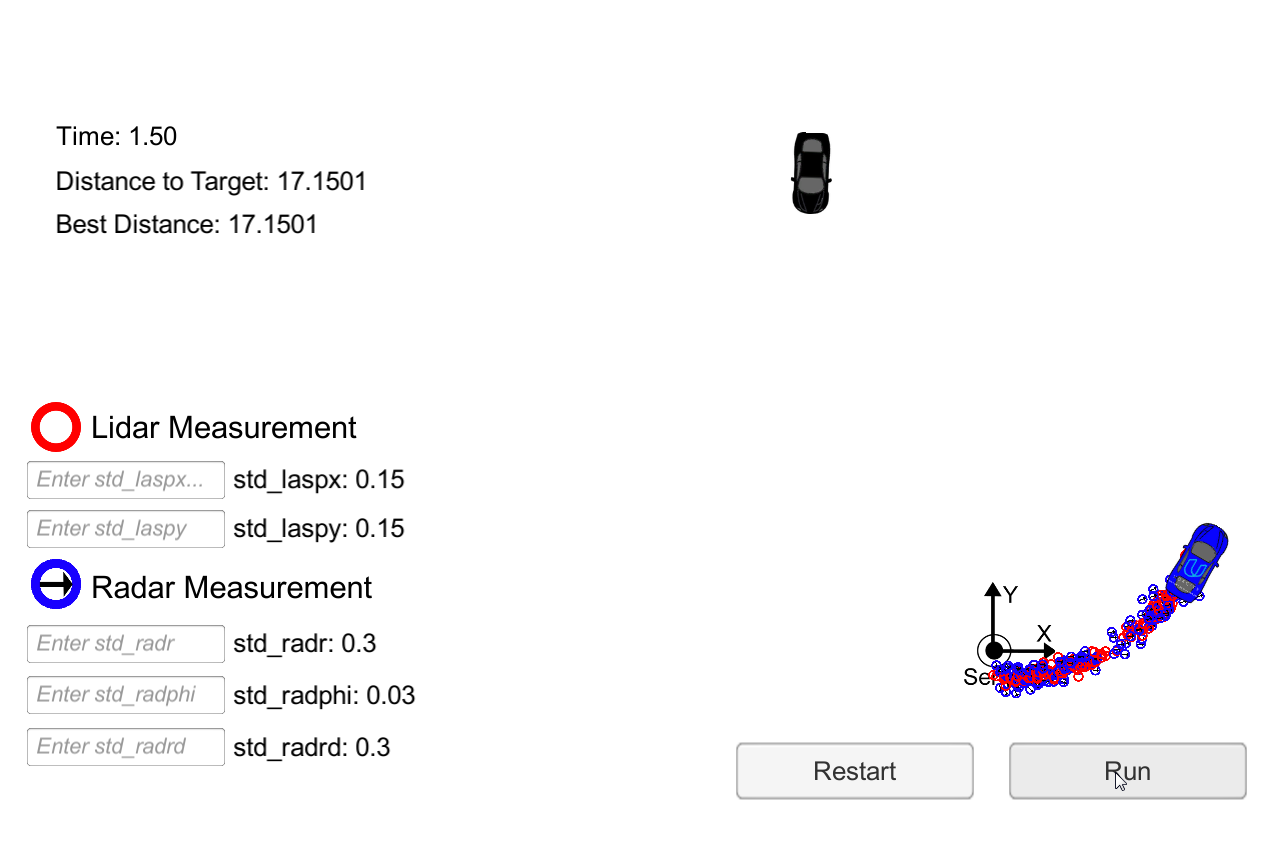 Time: 1.50
Distance to Target: 17.1501
Best Distance: 17.1501
Lidar Measurement
Enter std_laspx... std_laspx: 0.15
Enter std_laspy std_laspy: 0.15
Radar Measurement
Enter std_radr std_radr: 0.3
Enter std_radphi std_radphi: 0.03
Enter std_radrd std_radrd: 0.3
Y
X
Restart
Run